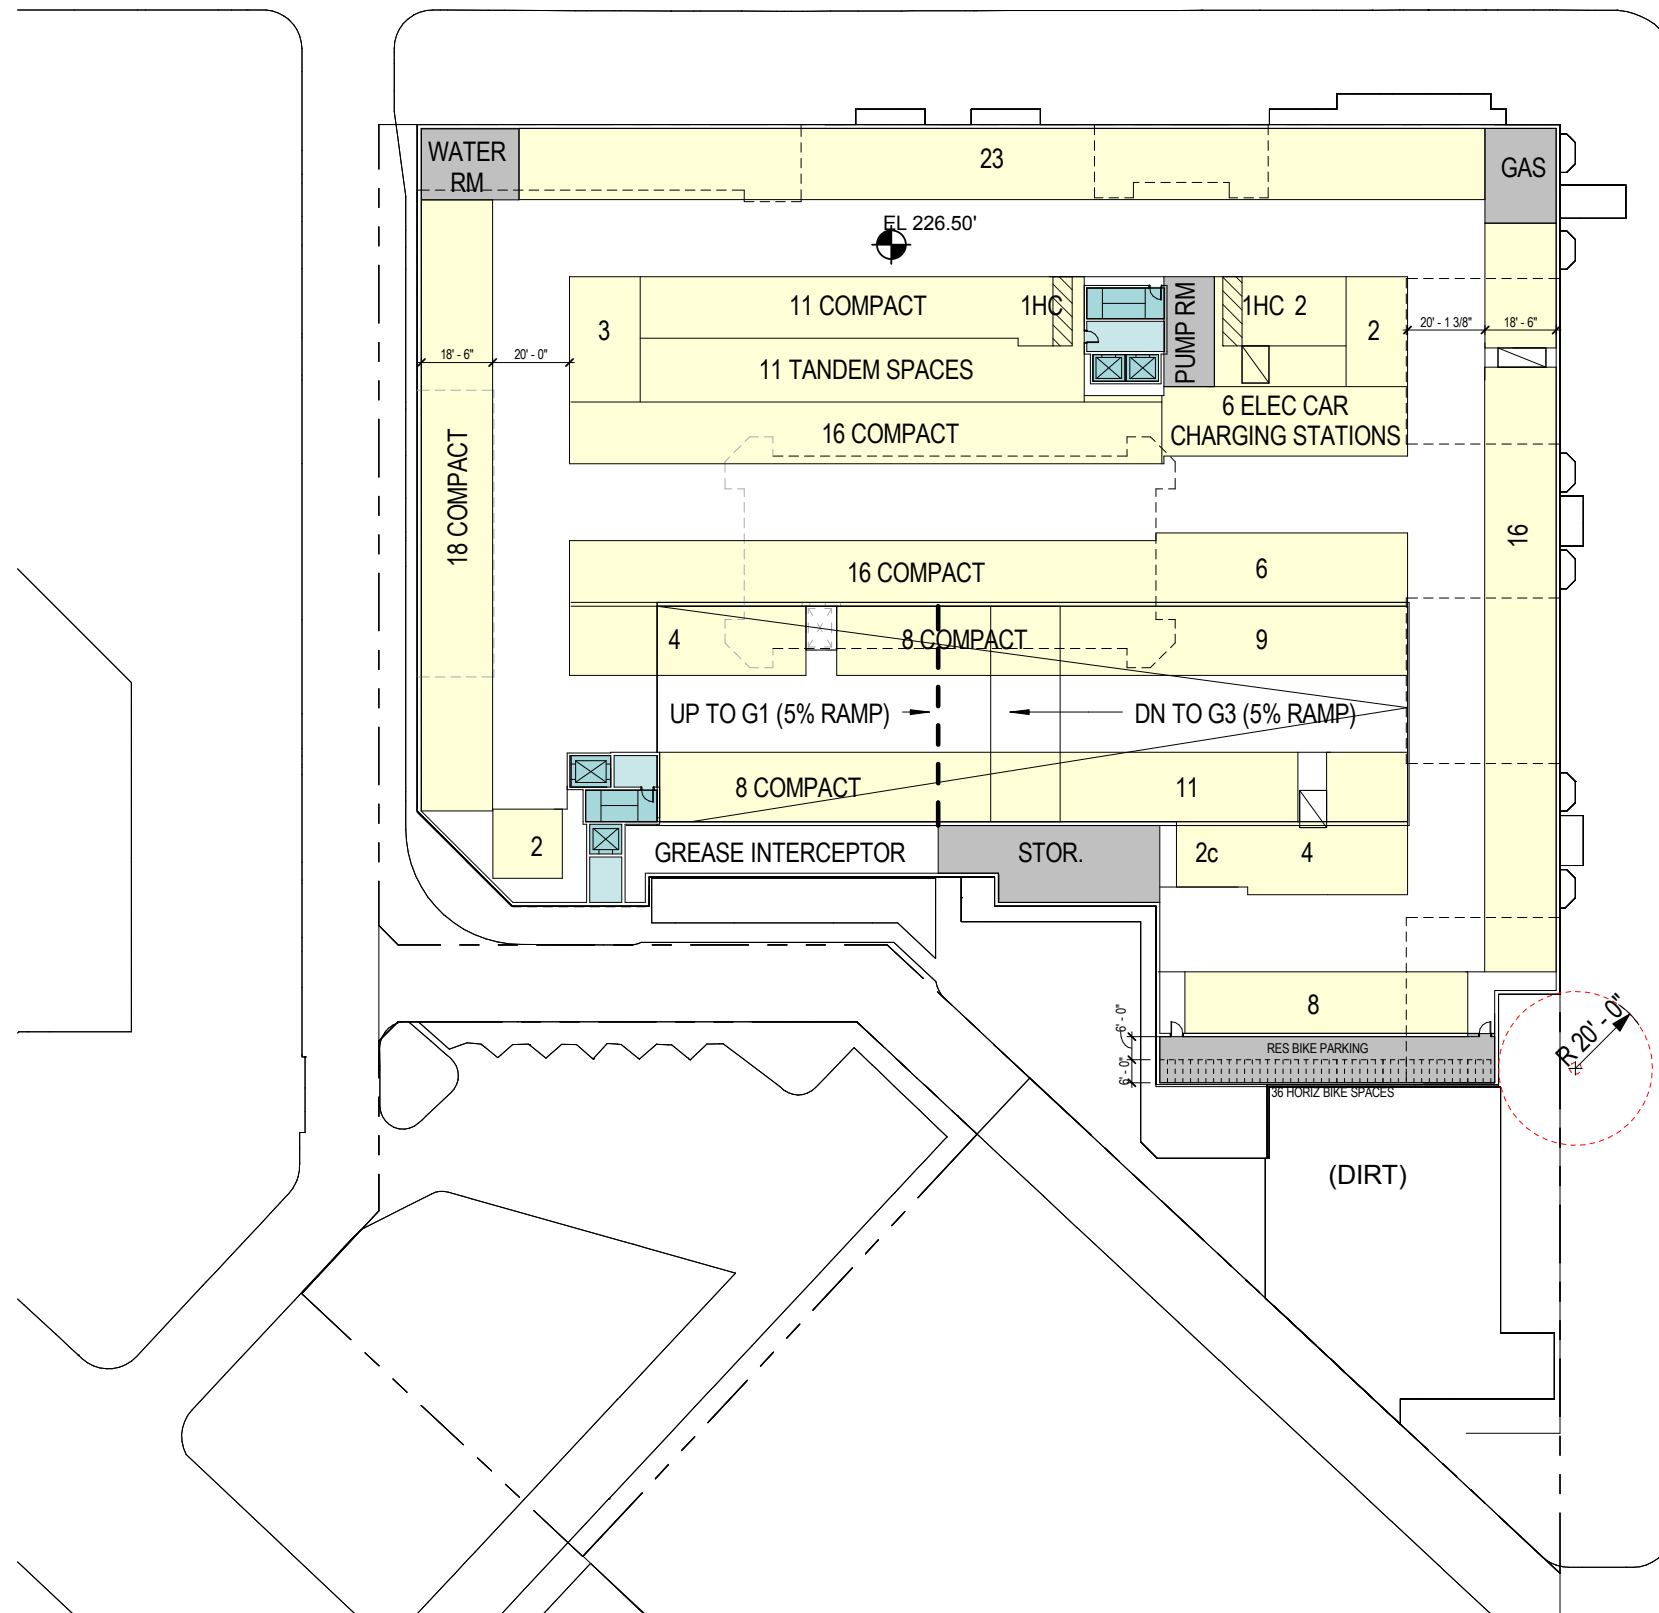 WATER
RM
23
GAS
EL 226.50'
11 COMPACT
1HC
PUMP RM
1HC 2
3
2
18' - 6"
20' - 0"
20' - 1 3/8"
18' - 6"
11 TANDEM SPACES
16 COMPACT
6 ELEC CAR
CHARGING STATIONS
18 COMPACT
16
16 COMPACT
6
4
8 COMPACT
9
UP TO G1 (5% RAMP)
DN TO G3 (5% RAMP)
8 COMPACT
11
2
GREASE INTERCEPTOR
STOR.
2c
4
8
6' - 0"
6' - 0"
RES BIKE PARKING
36 HORIZ BIKE SPACES
R 20' - 0"
(DIRT)